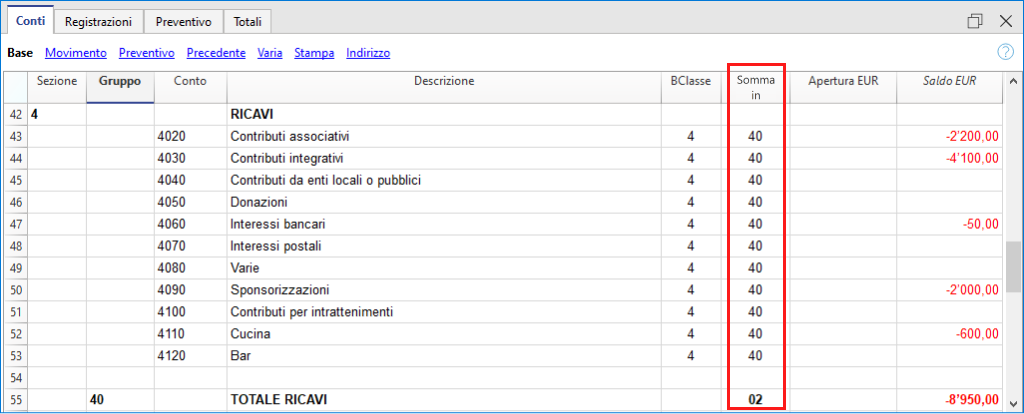 Conti Registrazioni Preventivo Totali
Base Movimento Preventivo Precedente Varia Stampa Indirizzo ?
Sezione Gruppo Conto Descrizione BClasse Somma in Apertura EUR Saldo EUR
42 4 RICAVI
43 4020 Contributi associativi 4 40 -2'200,00
44 4030 Contributi integrativi 4 40 -4'100,00
45 4040 Contributi da enti locali o pubblici 4 40
46 4050 Donazioni 4 40
47 4060 Interessi bancari 4 40 -50,00
48 4070 Interessi postali 4 40
49 4080 Varie 4 40
50 4090 Sponsorizzazioni 4 40 -2'000,00
51 4100 Contributi per intrattenimenti 4 40
52 4110 Cucina 4 40 -600,00
53 4120 Bar 4 40
54
55 40 TOTALE RICAVI 02 -8'950,00